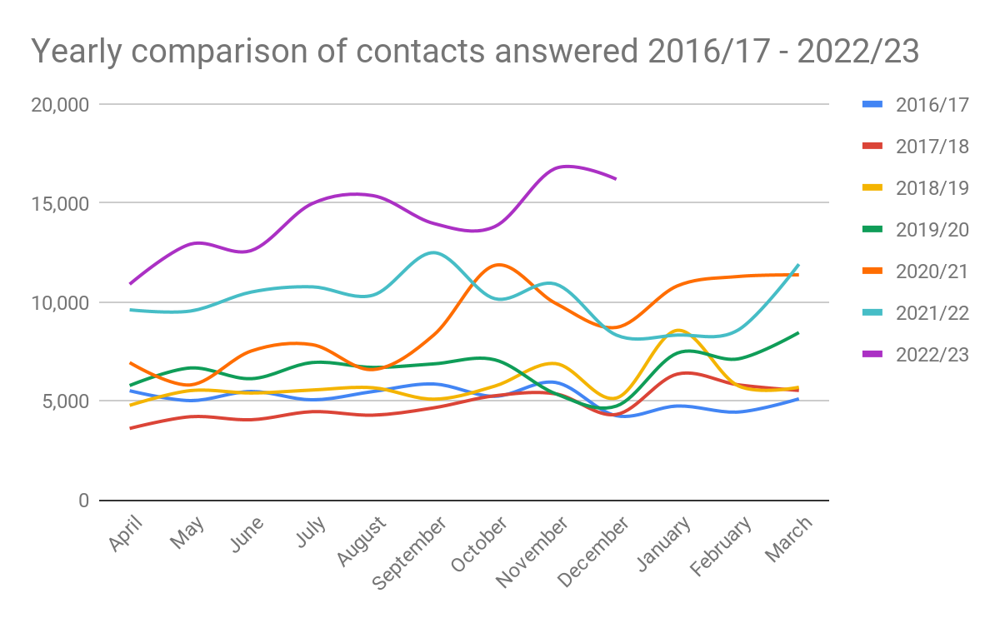 Yearly comparison of contacts answered 2016/17 - 2022/23
20,000
15,000
10,000
5,000
0
April
May
June
July
August
September
October
November
December
January
February
March
2016/17
2017/18
2018/19
2019/20
2020/21
2021/22
2022/23